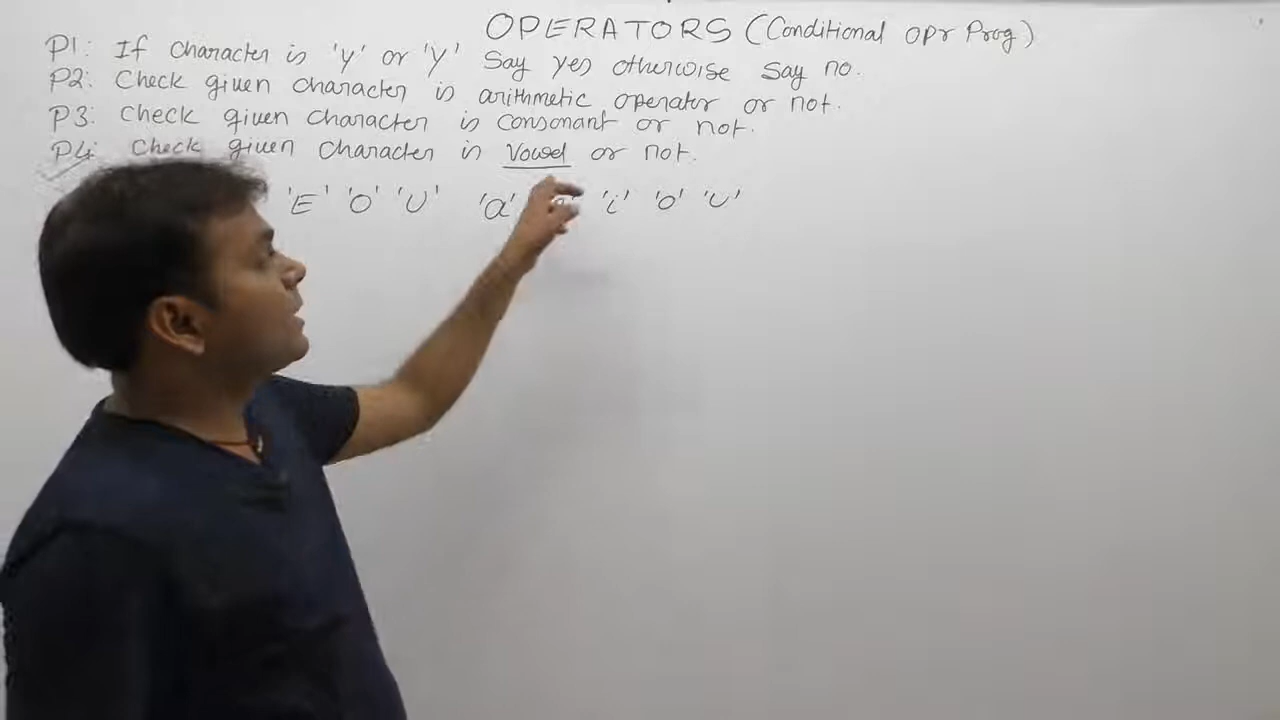 OPERATORS (Conditional opr Prog)
P1: If character is 'y' or 'Y' Say yes otherwise Say no.
P2: Check given character is arithmetic operator or not.
P3: Check given character is consonant or not.
P4: Check given character is Vowel or not.
'E' 'O' 'U' 'a' 'i' 'o' 'u'